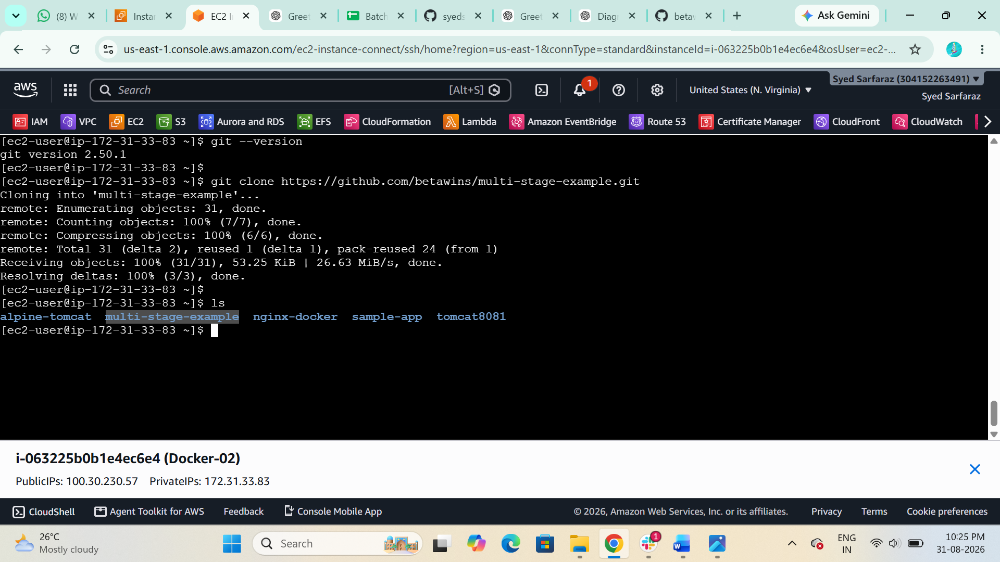 (8) W
Instan
EC2 I
Greet
Batch
syeds
Greet
Diagr
betaw
Ask Gemini
us-east-1.console.aws.amazon.com/ec2-instance-connect/ssh/home?region=us-east-1&connType=standard&instanceId=i-063225b0b1e4ec6e4&osUser=ec2-...
aws
Search
[Alt+S]
1
United States (N. Virginia)
Syed Sarfaraz (304152263491)
Syed Sarfaraz
IAM
VPC
EC2
S3
Aurora and RDS
EFS
CloudFormation
Lambda
Amazon EventBridge
Route 53
Certificate Manager
CloudFront
CloudWatch
[ec2-user@ip-172-31-33-83 ~]$ git --version
git version 2.50.1
[ec2-user@ip-172-31-33-83 ~]$
[ec2-user@ip-172-31-33-83 ~]$ git clone https://github.com/betawins/multi-stage-example.git
Cloning into 'multi-stage-example'...
remote: Enumerating objects: 31, done.
remote: Counting objects: 100% (7/7), done.
remote: Compressing objects: 100% (6/6), done.
remote: Total 31 (delta 2), reused 1 (delta 1), pack-reused 24 (from 1)
Receiving objects: 100% (31/31), 53.25 KiB | 26.63 MiB/s, done.
Resolving deltas: 100% (3/3), done.
[ec2-user@ip-172-31-33-83 ~]$
[ec2-user@ip-172-31-33-83 ~]$ ls
alpine-tomcat  multi-stage-example  nginx-docker  sample-app  tomcat8081
[ec2-user@ip-172-31-33-83 ~]$
i-063225b0b1e4ec6e4 (Docker-02)
PublicIPs: 100.30.230.57  PrivateIPs: 172.31.33.83
CloudShell
Agent Toolkit for AWS
Feedback
Console Mobile App
© 2026, Amazon Web Services, Inc. or its affiliates.
Privacy
Terms
Cookie preferences
26°C
Mostly cloudy
Search
1
ENG
IN
10:25 PM
31-08-2026